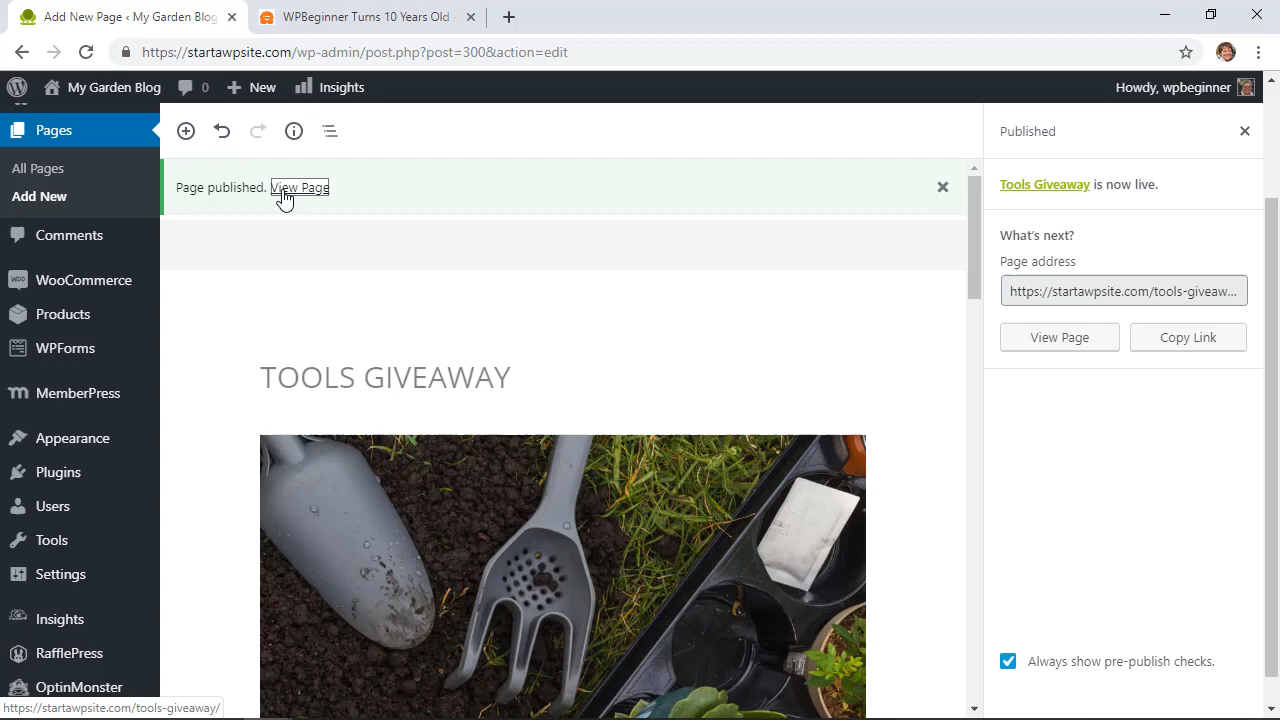 Add New Page ‹ My Garden Blog
WPBeginner Turns 10 Years Old -
https://startawpsite.com/wp-admin/post.php?post=300&action=edit
My Garden Blog
0
New
Insights
Howdy, wpbeginner
Pages
All Pages
Add New
Comments
WooCommerce
Products
WPForms
MemberPress
Appearance
Plugins
Users
Tools
Settings
Insights
RafflePress
OptinMonster
https://startawpsite.com/tools-giveaway/
Page published. View Page
TOOLS GIVEAWAY
Published
Tools Giveaway is now live.
What's next?
Page address
https://startawpsite.com/tools-giveaw...
View Page
Copy Link
Always show pre-publish checks.